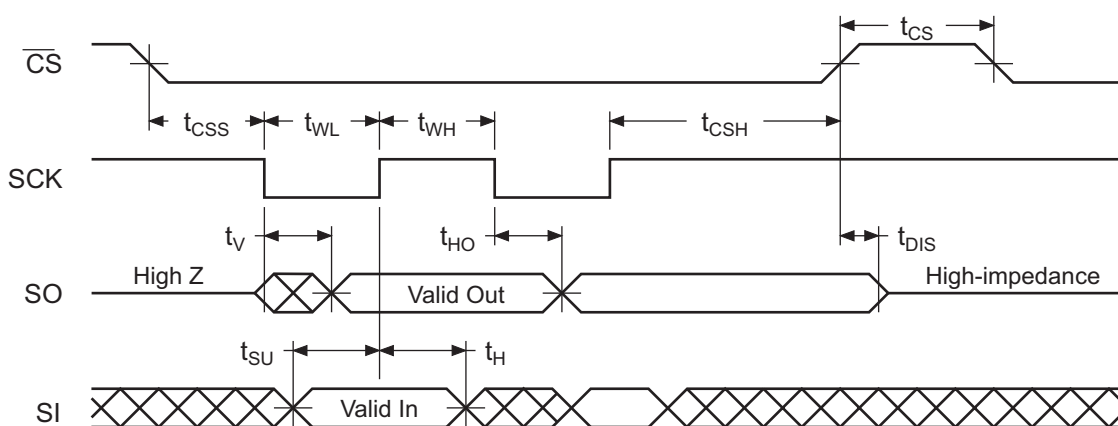 t_CS
C̅S̅
t_CSS t_WL t_WH t_CSH
SCK
t_V t_HO t_DIS
High Z High-impedance
SO Valid Out
t_SU t_H
SI Valid In